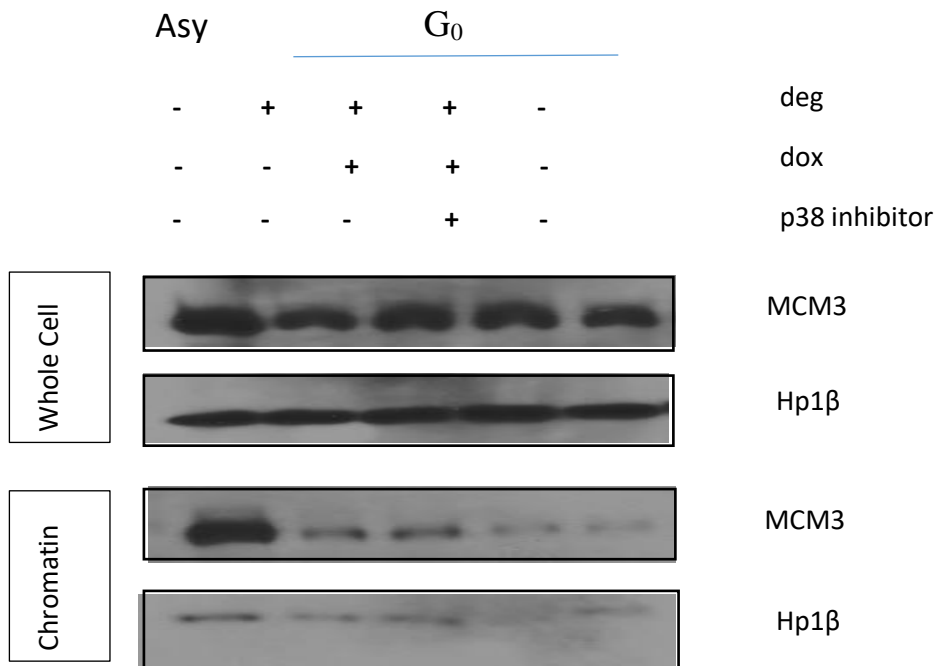 Asy G₀
- + + + - deg
- - + + - dox
- - - + - p38 inhibitor
Whole Cell
MCM3
Hp1β
Chromatin
MCM3
Hp1β